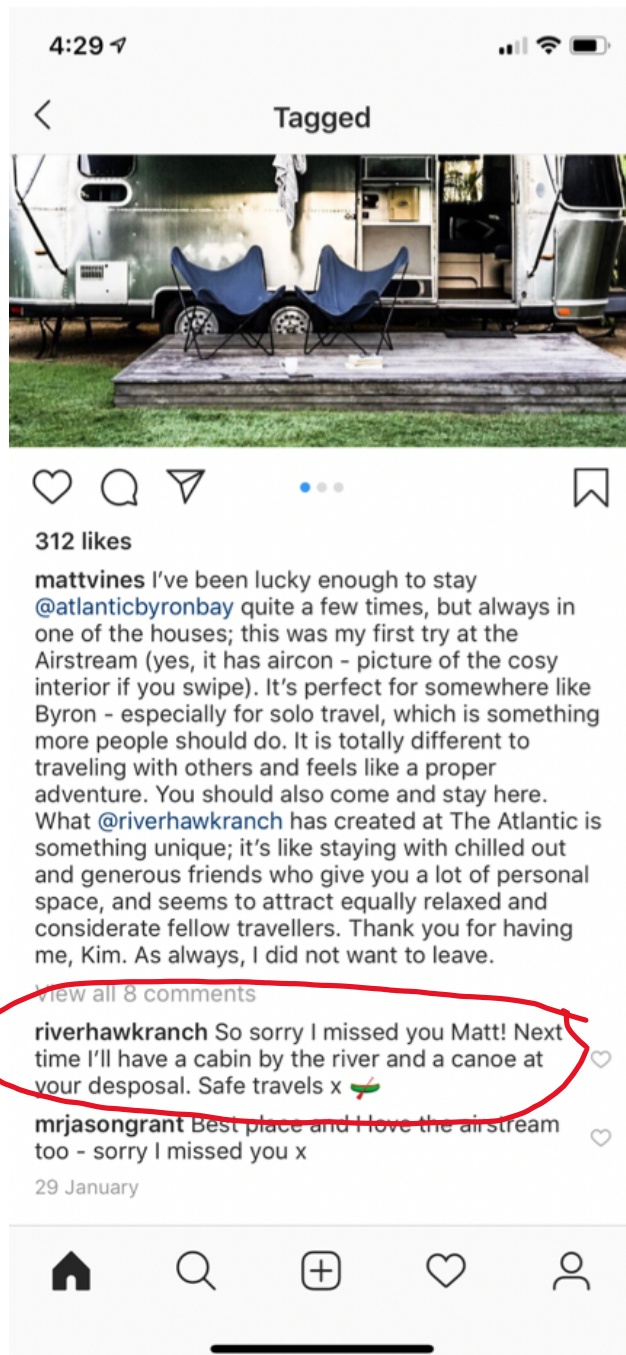 4:29
Tagged
312 likes
mattvines I've been lucky enough to stay
@atlanticbyronbay quite a few times, but always in
one of the houses; this was my first try at the
Airstream (yes, it has aircon - picture of the cosy
interior if you swipe). It's perfect for somewhere like
Byron - especially for solo travel, which is something
more people should do. It is totally different to
traveling with others and feels like a proper
adventure. You should also come and stay here.
What @riverhawkranch has created at The Atlantic is
something unique; it's like staying with chilled out
and generous friends who give you a lot of personal
space, and seems to attract equally relaxed and
considerate fellow travellers. Thank you for having
me, Kim. As always, I did not want to leave.
View all 8 comments
riverhawkranch So sorry I missed you Matt! Next
time I'll have a cabin by the river and a canoe at
your desposal. Safe travels x 🛶
mrjasongrant Best place and I love the airstream
too - sorry I missed you x
29 January